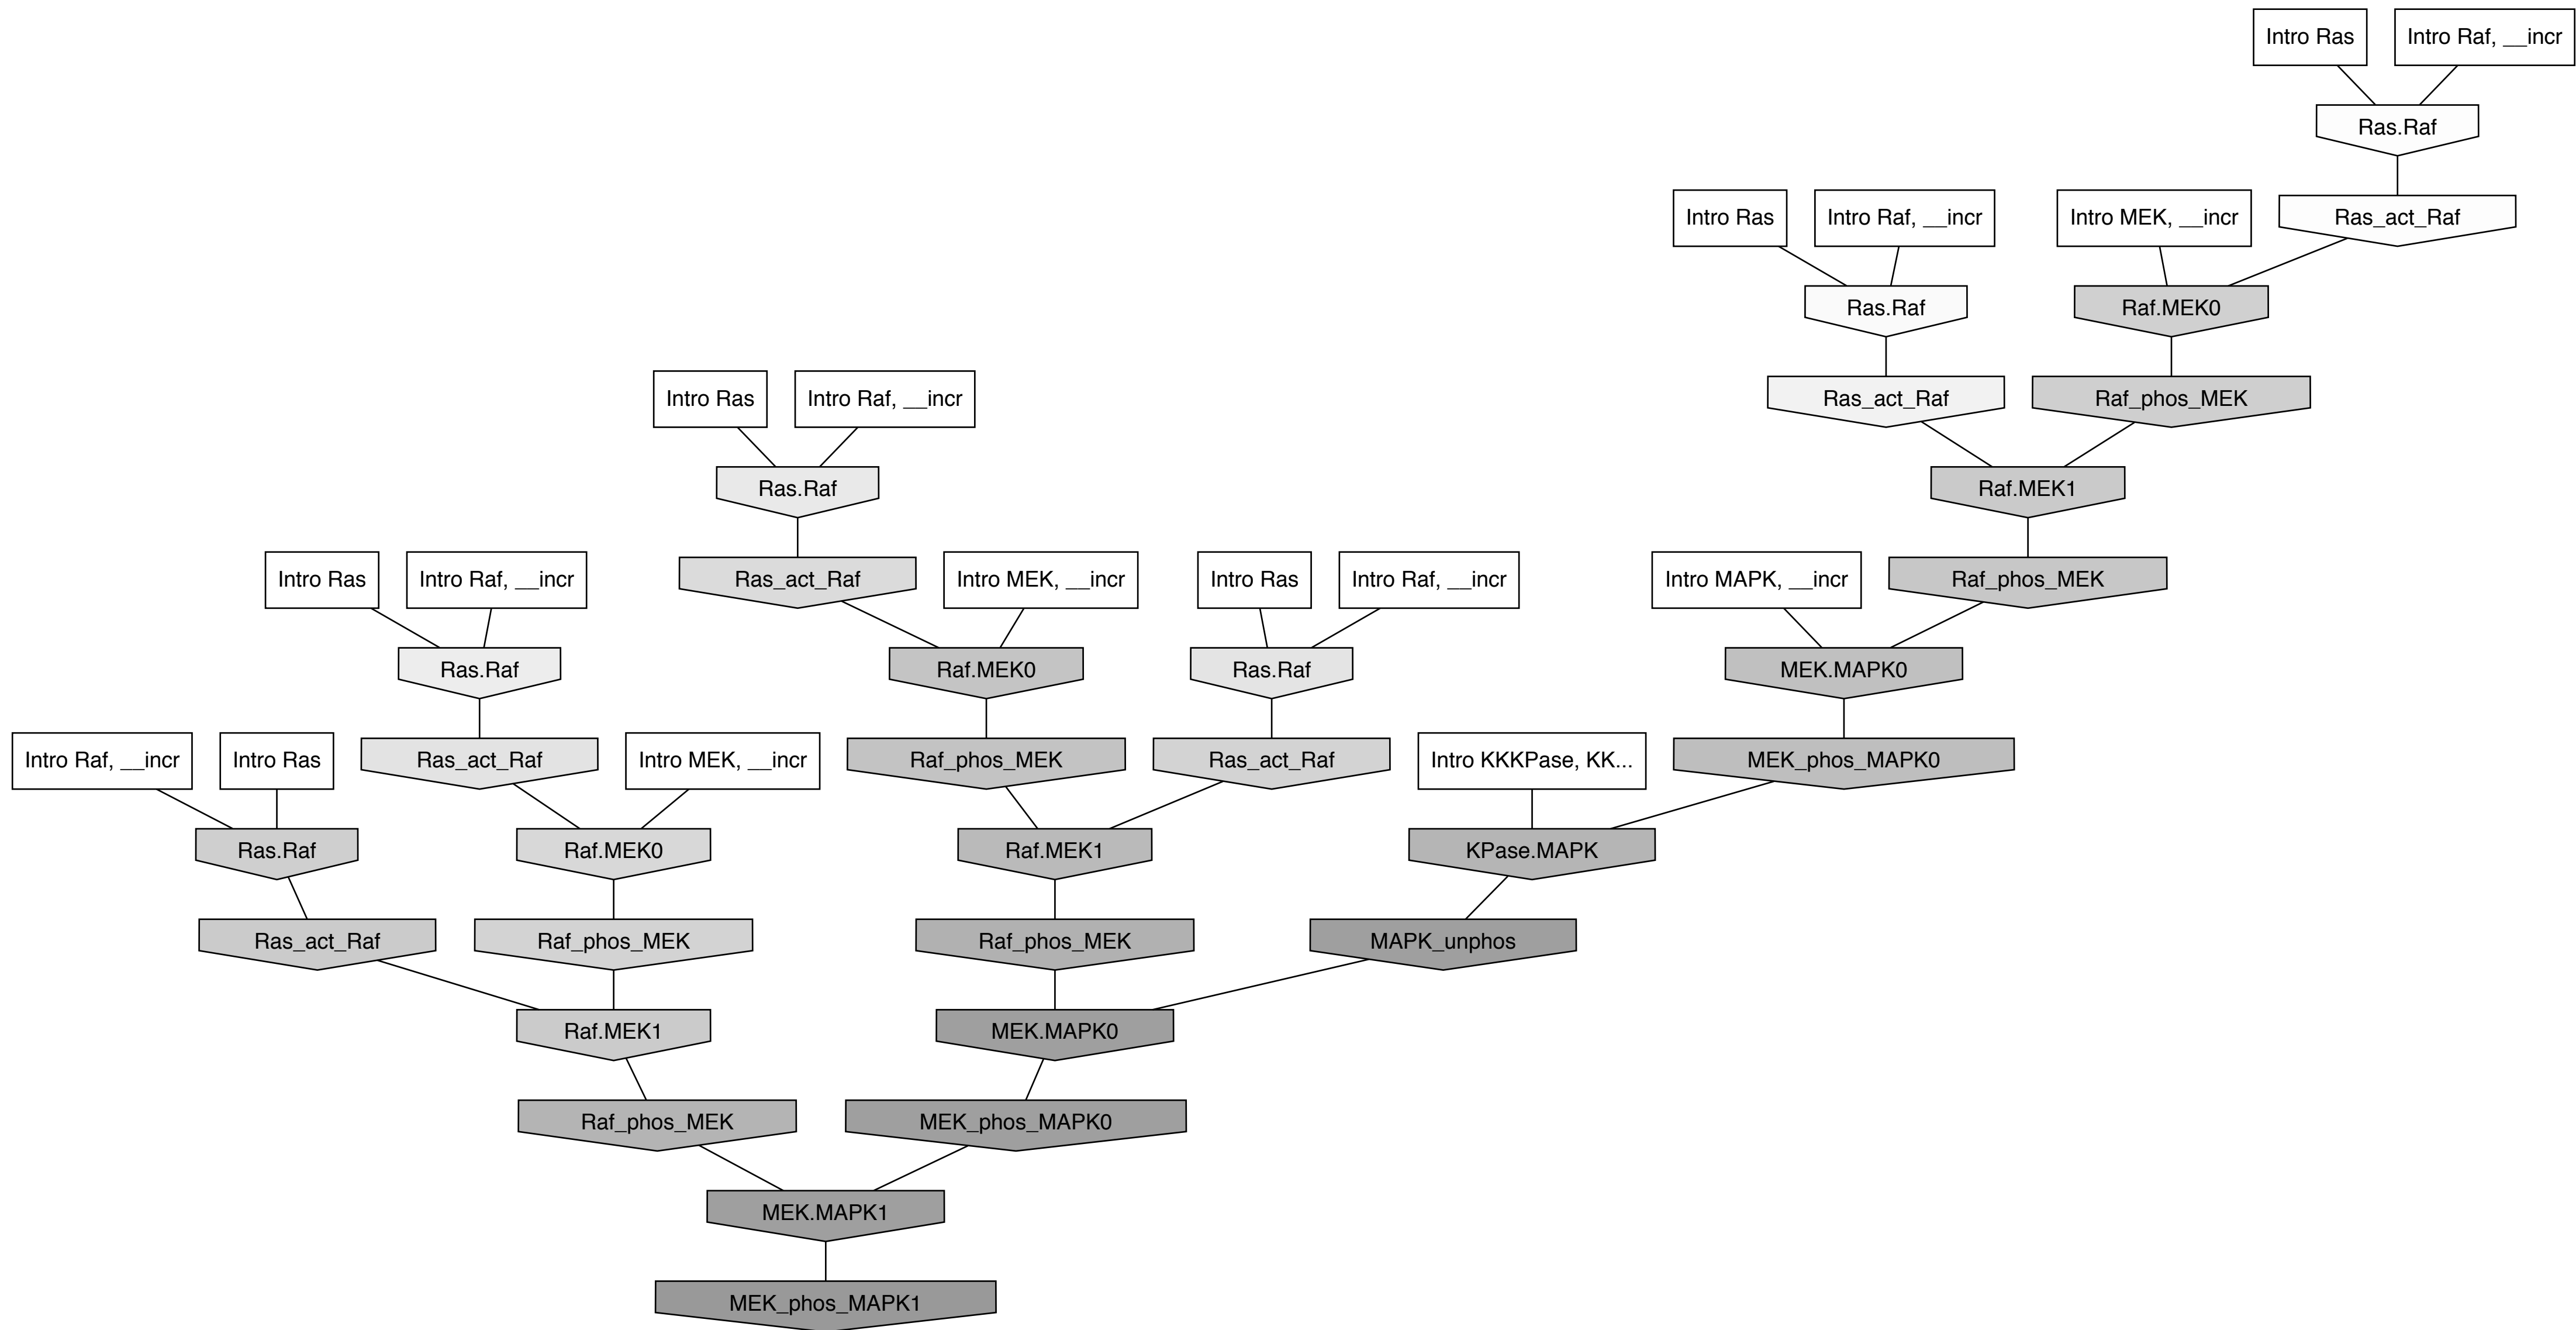 Intro Ras
Intro Raf, __incr
Ras.Raf
Intro Ras
Intro Raf, __incr
Intro MEK, __incr
Ras_act_Raf
Ras.Raf
Raf.MEK0
Intro Ras
Intro Raf, __incr
Ras_act_Raf
Raf_phos_MEK
Ras.Raf
Raf.MEK1
Intro Ras
Intro Raf, __incr
Ras_act_Raf
Intro MEK, __incr
Intro Ras
Intro Raf, __incr
Intro MAPK, __incr
Raf_phos_MEK
Ras.Raf
Raf.MEK0
Ras.Raf
MEK.MAPK0
Intro Raf, __incr
Intro Ras
Ras_act_Raf
Intro MEK, __incr
Raf_phos_MEK
Ras_act_Raf
Intro KKKPase, KK...
MEK_phos_MAPK0
Ras.Raf
Raf.MEK0
Raf.MEK1
KPase.MAPK
Ras_act_Raf
Raf_phos_MEK
Raf_phos_MEK
MAPK_unphos
Raf.MEK1
MEK.MAPK0
Raf_phos_MEK
MEK_phos_MAPK0
MEK.MAPK1
MEK_phos_MAPK1